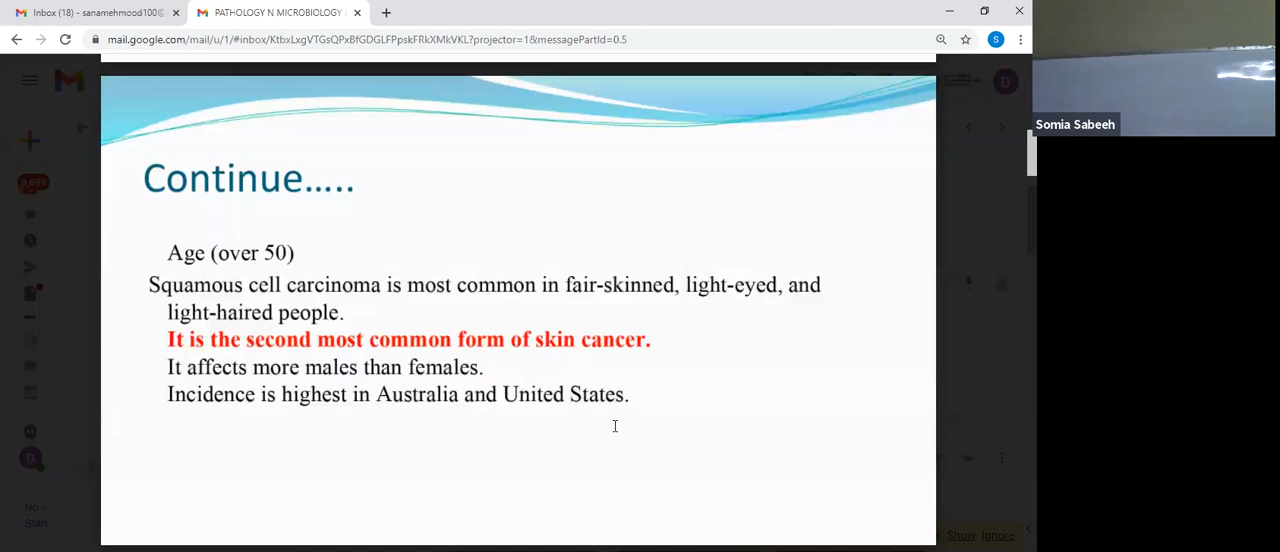 Inbox (18) - sanamehmood100@
PATHOLOGY N MICROBIOLOGY
mail.google.com/mail/u/1/#inbox/KtbxLxgVTGsQPxBfGDGLFPpskFRkXMkVKL?projector=1&messagePartId=0.5
S
D
Somia Sabeeh
9,699
Continue.....
Age (over 50)
Squamous cell carcinoma is most common in fair-skinned, light-eyed, and
light-haired people.
It is the second most common form of skin cancer.
It affects more males than females.
Incidence is highest in Australia and United States.
D
Start
Show Ignore